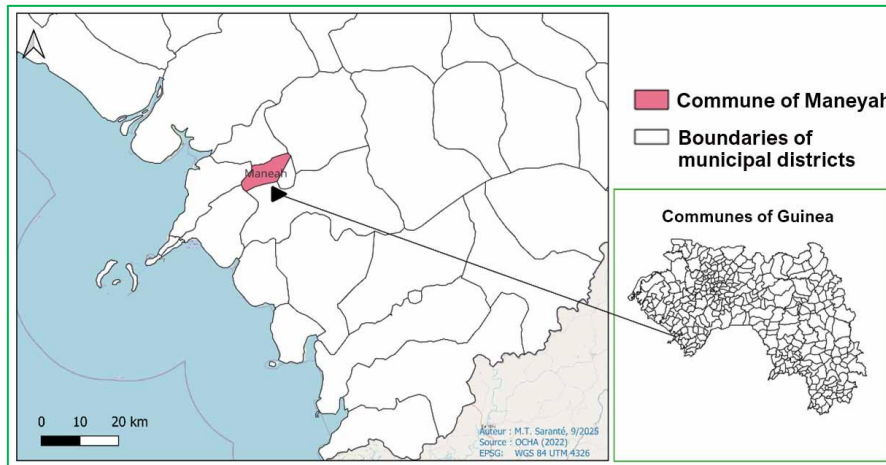 Maneah
0 10 20 km
Auteur : M.T. Saranté, 9/2025
Source : OCHA (2022)
EPSG: WGS 84 UTM 4326
Commune of Maneyah
Boundaries of
municipal districts
Communes of Guinea